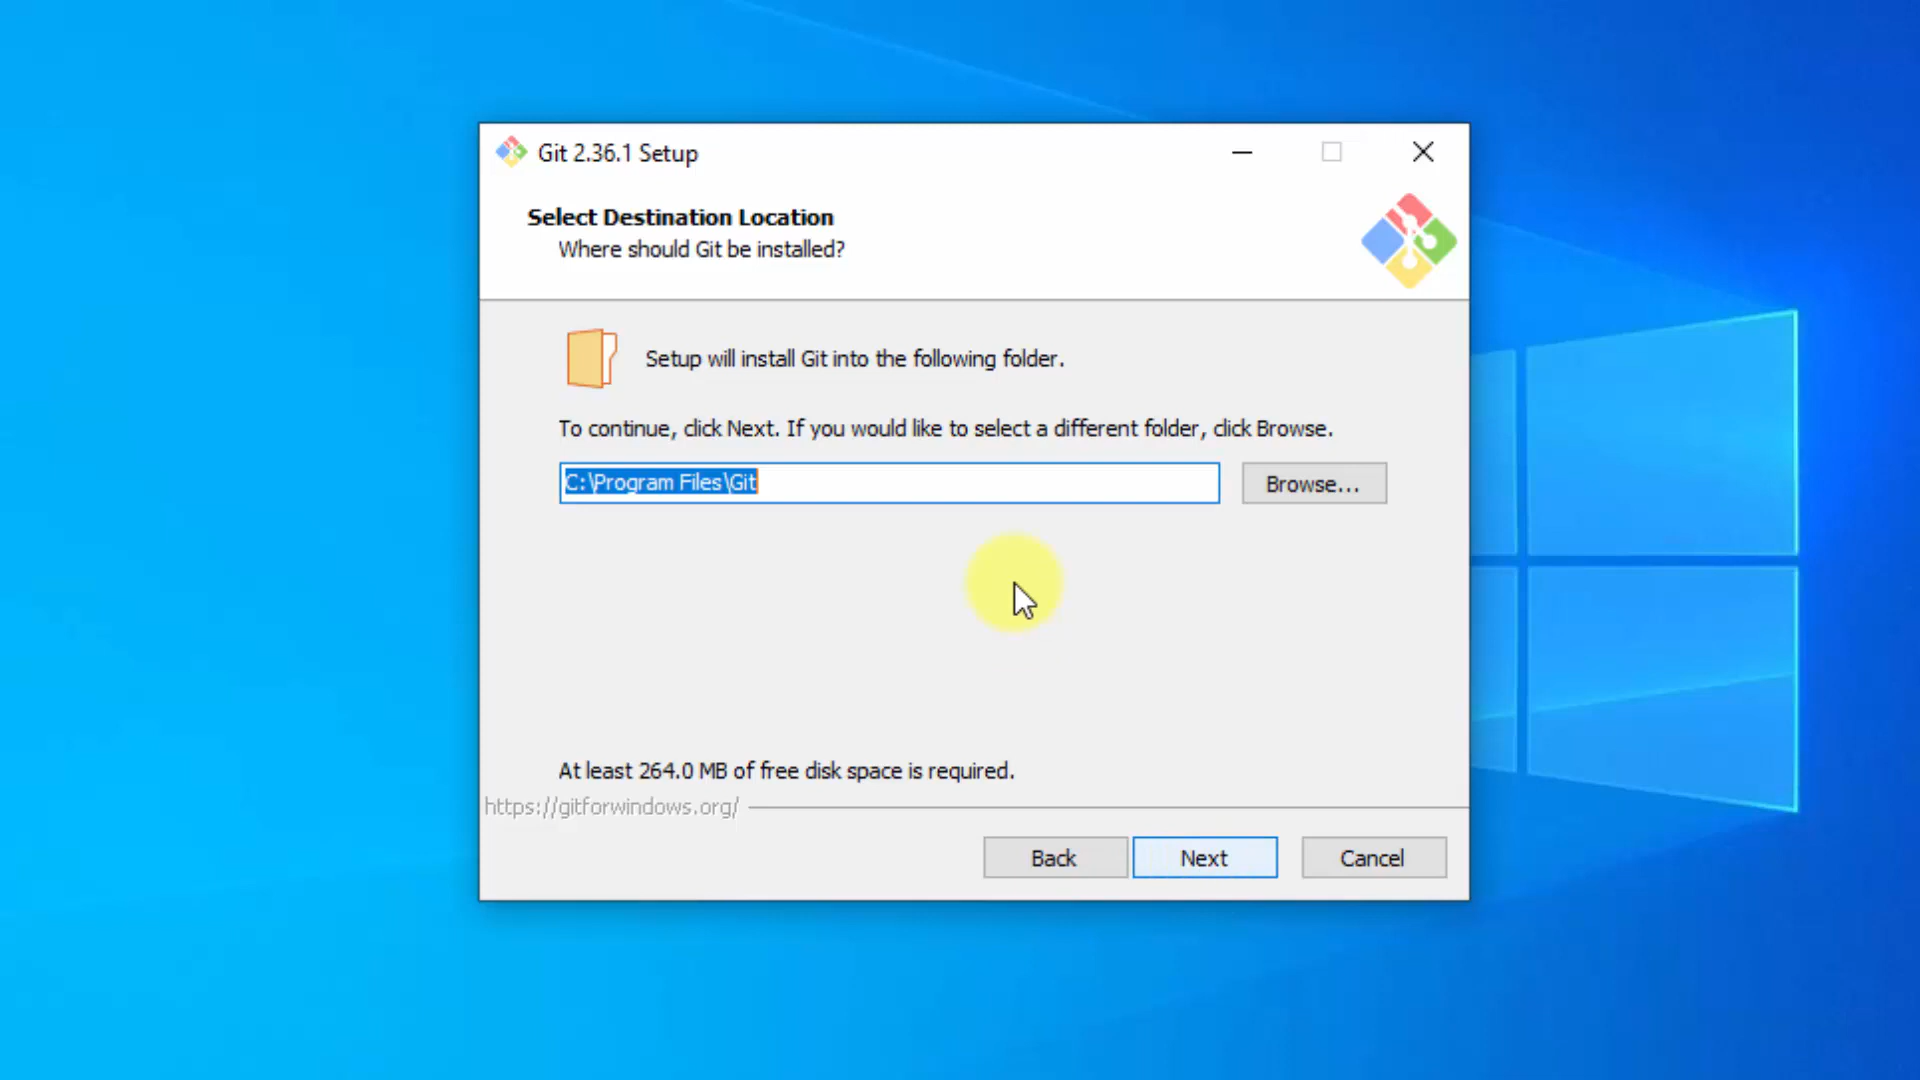 Git 2.36.1 Setup
Select Destination Location
Where should Git be installed?
Setup will install Git into the following folder.
To continue, click Next. If you would like to select a different folder, click Browse.
C:\Program Files\Git
Browse...
At least 264.0 MB of free disk space is required.
https://gitforwindows.org/
Back
Next
Cancel